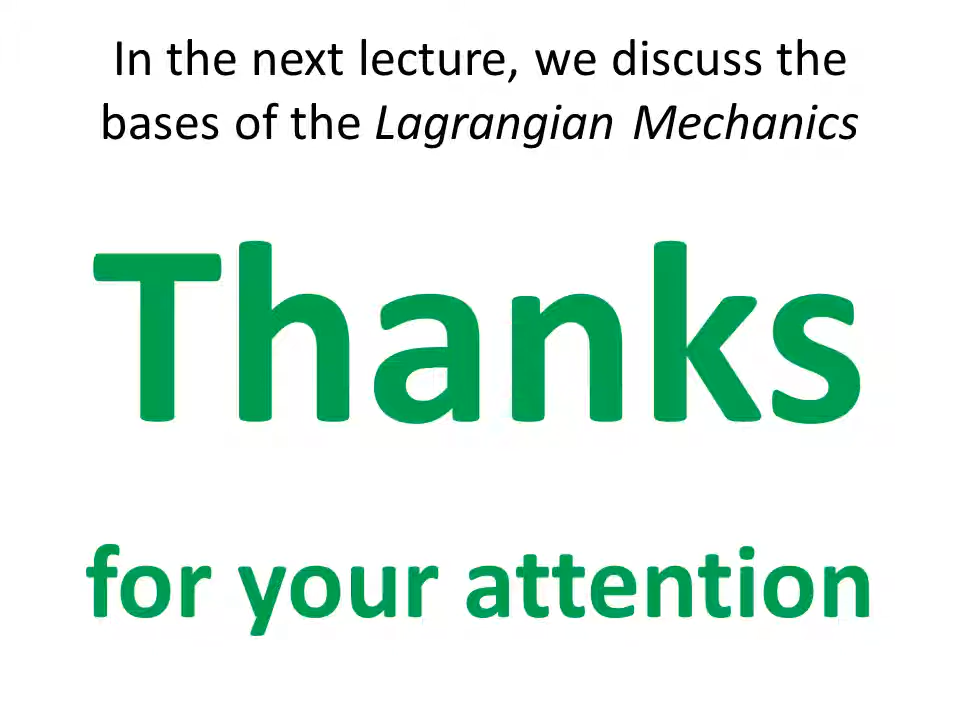 In the next lecture, we discuss the
bases of the Lagrangian Mechanics
Thanks
for your attention